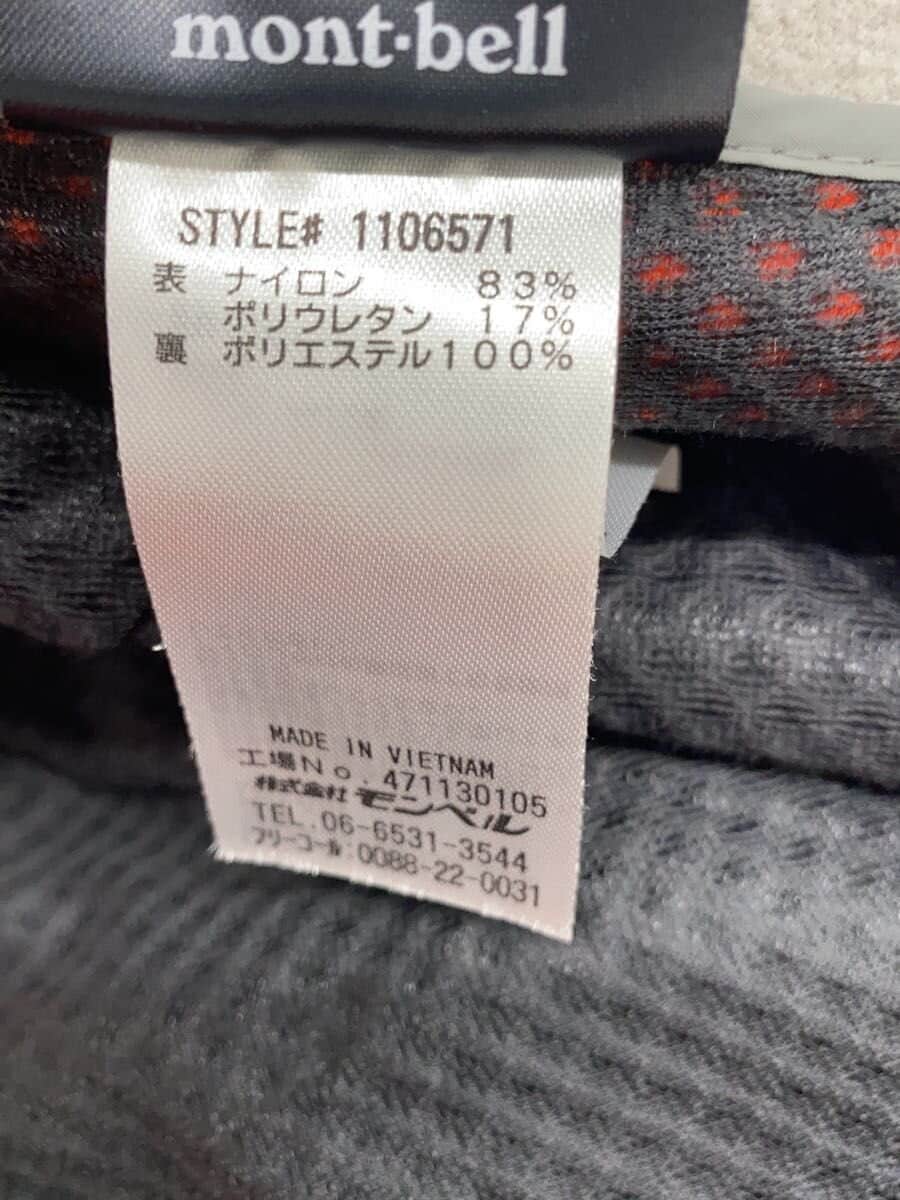 mont-bell
STYLE# 1106571
表 ナイロン 83%
ポリウレタン 17%
裏 ポリエステル100%
MADE IN VIETNAM
工場No.471130105
株式会社モンベル
TEL.06-6531-3544
フリーコール:0088-22-0031